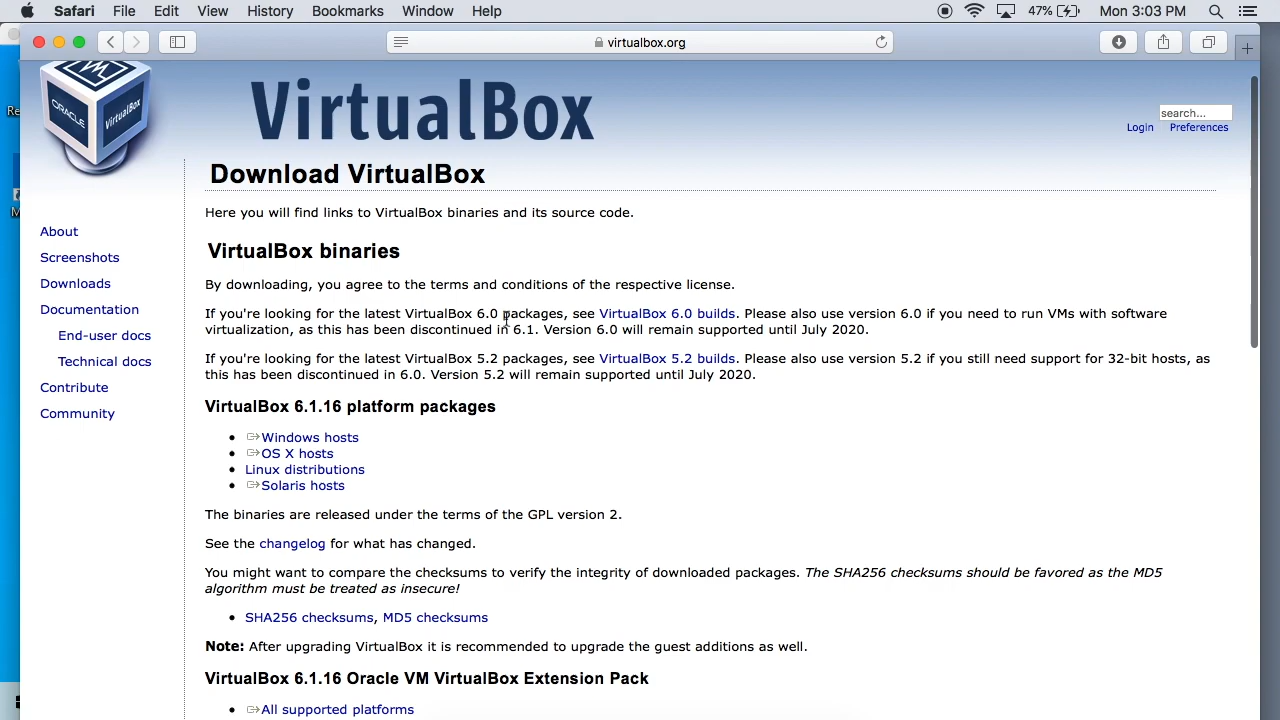 Safari File Edit View History Bookmarks Window Help 47% Mon 3:03 PM
virtualbox.org
ORACLE
VirtualBox
VirtualBox
search...
Login Preferences
Download VirtualBox
Here you will find links to VirtualBox binaries and its source code.
About
Screenshots
Downloads
Documentation
End-user docs
Technical docs
Contribute
Community
VirtualBox binaries
By downloading, you agree to the terms and conditions of the respective license.
If you're looking for the latest VirtualBox 6.0 packages, see VirtualBox 6.0 builds. Please also use version 6.0 if you need to run VMs with software
virtualization, as this has been discontinued in 6.1. Version 6.0 will remain supported until July 2020.
If you're looking for the latest VirtualBox 5.2 packages, see VirtualBox 5.2 builds. Please also use version 5.2 if you still need support for 32-bit hosts, as
this has been discontinued in 6.0. Version 5.2 will remain supported until July 2020.
VirtualBox 6.1.16 platform packages
Windows hosts
OS X hosts
Linux distributions
Solaris hosts
The binaries are released under the terms of the GPL version 2.
See the changelog for what has changed.
You might want to compare the checksums to verify the integrity of downloaded packages. The SHA256 checksums should be favored as the MD5
algorithm must be treated as insecure!
SHA256 checksums, MD5 checksums
Note: After upgrading VirtualBox it is recommended to upgrade the guest additions as well.
VirtualBox 6.1.16 Oracle VM VirtualBox Extension Pack
All supported platforms